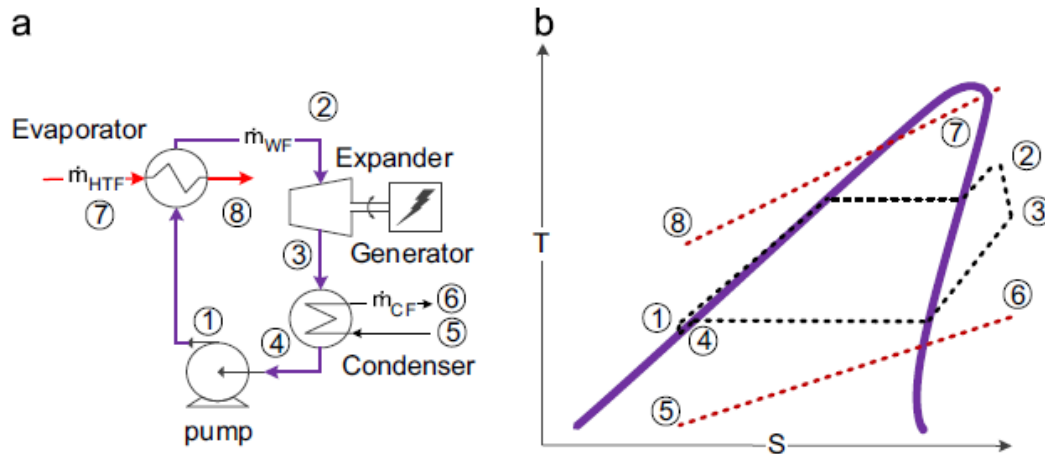 a
②
Evaporator
ṁWF
Expander
ṁHTF
⑦
⑧
③
Generator
ṁCF
⑥
⑤
①
④
Condenser
pump
b
⑦
②
⑧
③
T
①
④
⑥
⑤
S